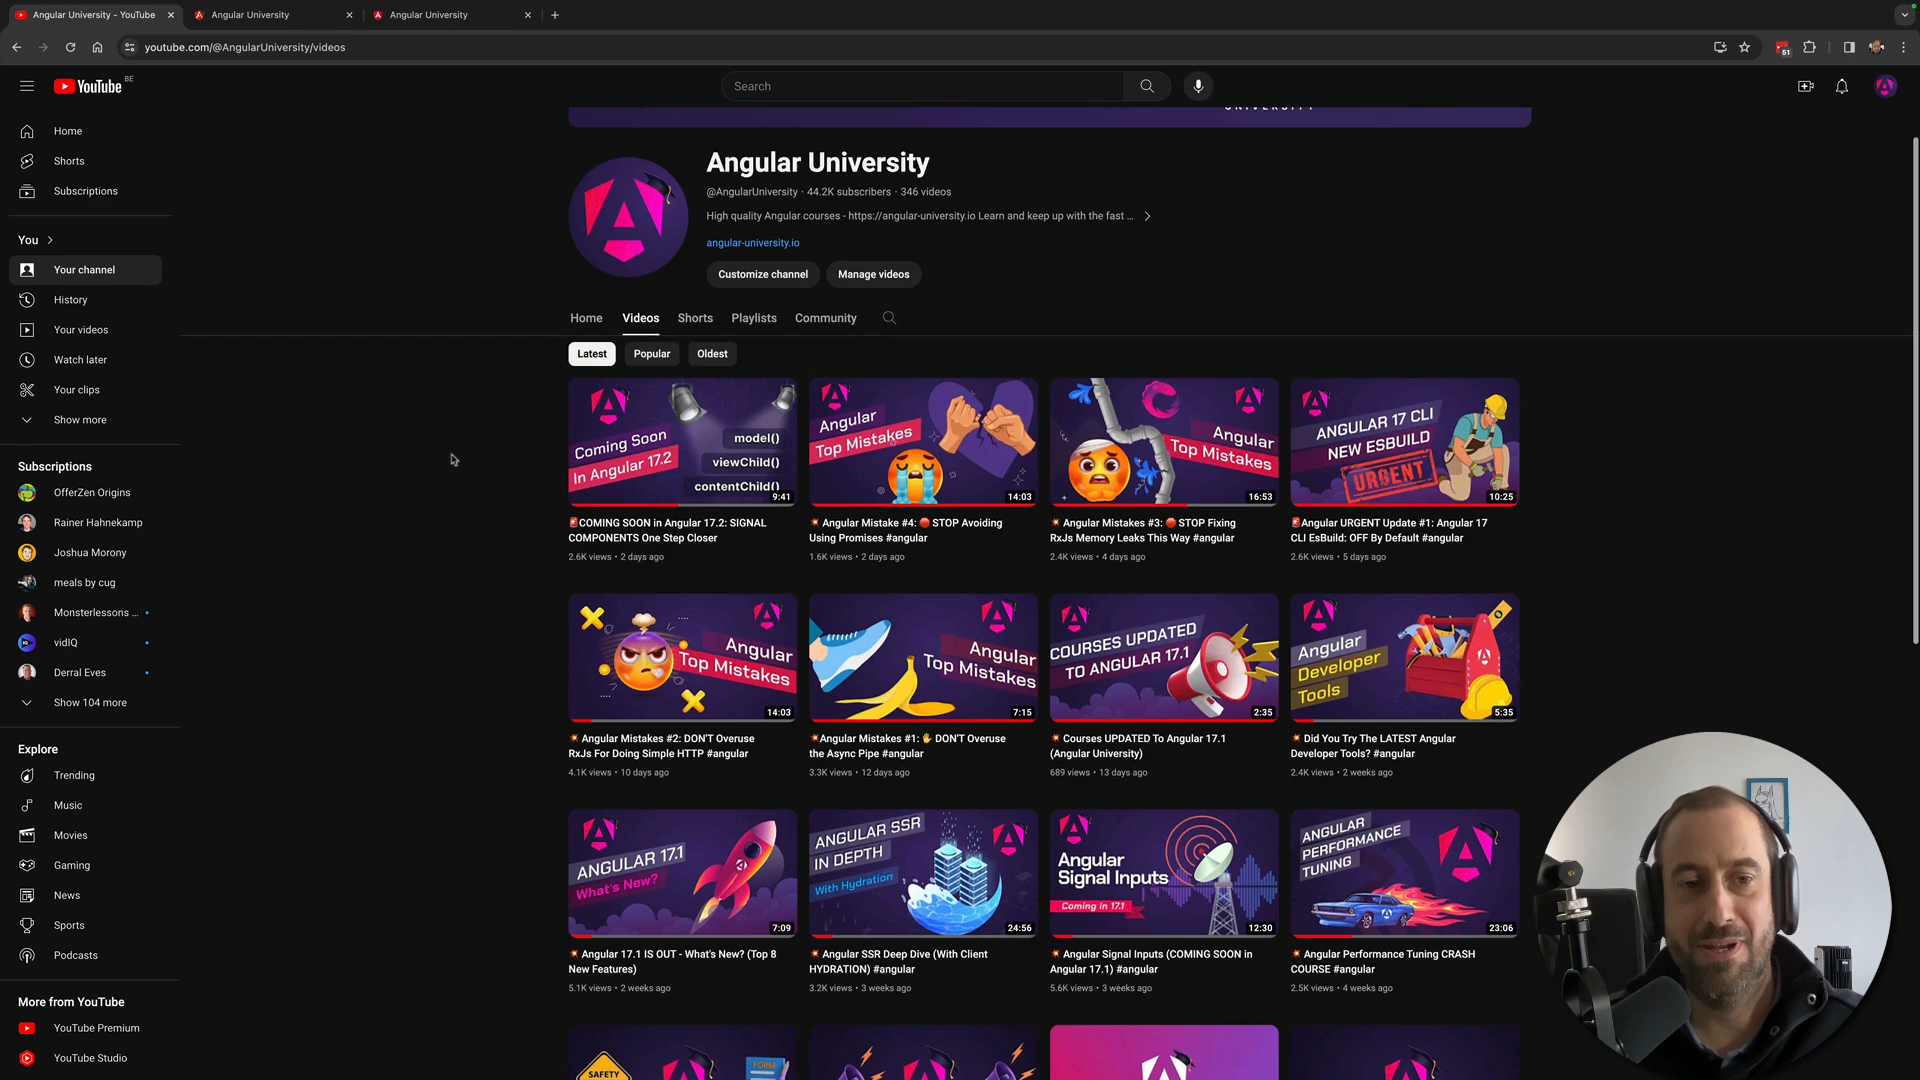 Angular University - YouTube
Angular University
Angular University
youtube.com/@AngularUniversity/videos
51
YouTube BE
Search
UNIVERSITY
Home
Shorts
Subscriptions
You
Your channel
History
Your videos
Watch later
Your clips
Show more
Subscriptions
OfferZen Origins
Rainer Hahnekamp
Joshua Morony
meals by cug
Monsterlessons ...
vidIQ
Derral Eves
Show 104 more
Explore
Trending
Music
Movies
Gaming
News
Sports
Podcasts
More from YouTube
YouTube Premium
YouTube Studio
Angular University
@AngularUniversity · 44.2K subscribers · 346 videos
High quality Angular courses - https://angular-university.io Learn and keep up with the fast ...
angular-university.io
Customize channel
Manage videos
Home
Videos
Shorts
Playlists
Community
Latest
Popular
Oldest
Coming Soon
In Angular 17.2
model()
viewChild()
contentChild()
9:41
🚨COMING SOON in Angular 17.2: SIGNAL
COMPONENTS One Step Closer
2.6K views · 2 days ago
Angular
Top Mistakes
14:03
💥 Angular Mistake #4: 🛑 STOP Avoiding
Using Promises #angular
1.6K views · 2 days ago
Angular
Top Mistakes
16:53
💥 Angular Mistakes #3: 🛑 STOP Fixing
RxJs Memory Leaks This Way #angular
2.4K views · 4 days ago
ANGULAR 17 CLI
NEW ESBUILD
URGENT
10:25
🚨Angular URGENT Update #1: Angular 17
CLI EsBuild: OFF By Default #angular
2.6K views · 5 days ago
Angular
Top Mistakes
14:03
💥 Angular Mistakes #2: DON'T Overuse
RxJs For Doing Simple HTTP #angular
4.1K views · 10 days ago
Angular
Top Mistakes
7:15
💥Angular Mistakes #1: ✋ DON'T Overuse
the Async Pipe #angular
3.3K views · 12 days ago
COURSES UPDATED
TO ANGULAR 17.1
2:35
💥 Courses UPDATED To Angular 17.1
(Angular University)
689 views · 13 days ago
Angular
Developer
Tools
5:35
💥 Did You Try The LATEST Angular
Developer Tools? #angular
2.4K views · 2 weeks ago
ANGULAR 17.1
What's New?
7:09
💥 Angular 17.1 IS OUT - What's New? (Top 8
New Features)
5.1K views · 2 weeks ago
ANGULAR SSR
IN DEPTH
With Hydration
24:56
💥 Angular SSR Deep Dive (With Client
HYDRATION) #angular
3.2K views · 3 weeks ago
Angular
Signal Inputs
Coming in 17.1
12:30
💥 Angular Signal Inputs (COMING SOON in
Angular 17.1) #angular
5.6K views · 3 weeks ago
ANGULAR
PERFORMANCE
TUNING
23:06
💥 Angular Performance Tuning CRASH
COURSE #angular
2.5K views · 4 weeks ago
SAFETY
FORM